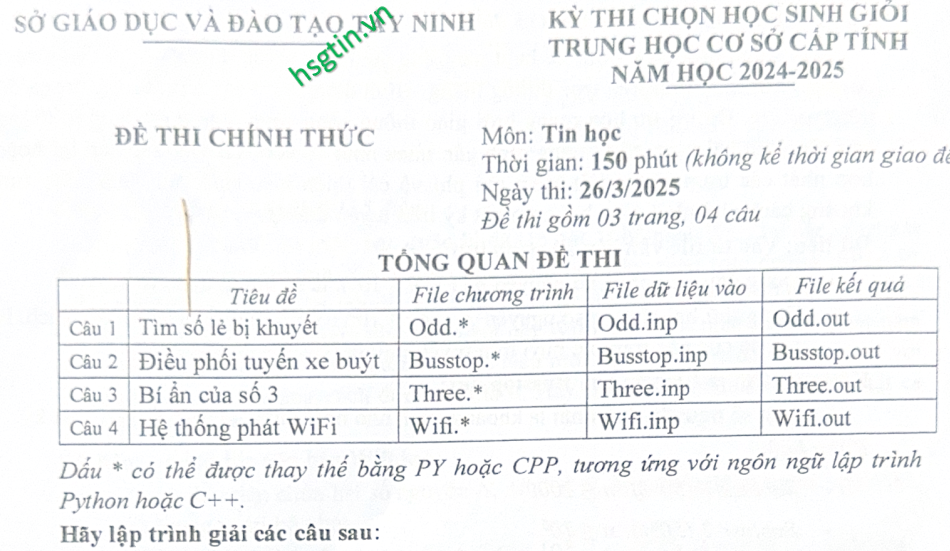 SỞ GIÁO DỤC VÀ ĐÀO TẠO TÂY NINH
hsgtin.vn
KỲ THI CHỌN HỌC SINH GIỎI
TRUNG HỌC CƠ SỞ CẤP TỈNH
NĂM HỌC 2024-2025
ĐỀ THI CHÍNH THỨC
Môn: Tin học
Thời gian: 150 phút (không kể thời gian giao đề
Ngày thi: 26/3/2025
Đề thi gồm 03 trang, 04 câu
TỔNG QUAN ĐỀ THI
Tiêu đề File chương trình File dữ liệu vào File kết quả
Câu 1 Tìm số lẻ bị khuyết Odd.* Odd.inp Odd.out
Câu 2 Điều phối tuyến xe buýt Busstop.* Busstop.inp Busstop.out
Câu 3 Bí ẩn của số 3 Three.* Three.inp Three.out
Câu 4 Hệ thống phát WiFi Wifi.* Wifi.inp Wifi.out
Dấu * có thể được thay thế bằng PY hoặc CPP, tương ứng với ngôn ngữ lập trình
Python hoặc C++.
Hãy lập trình giải các câu sau: